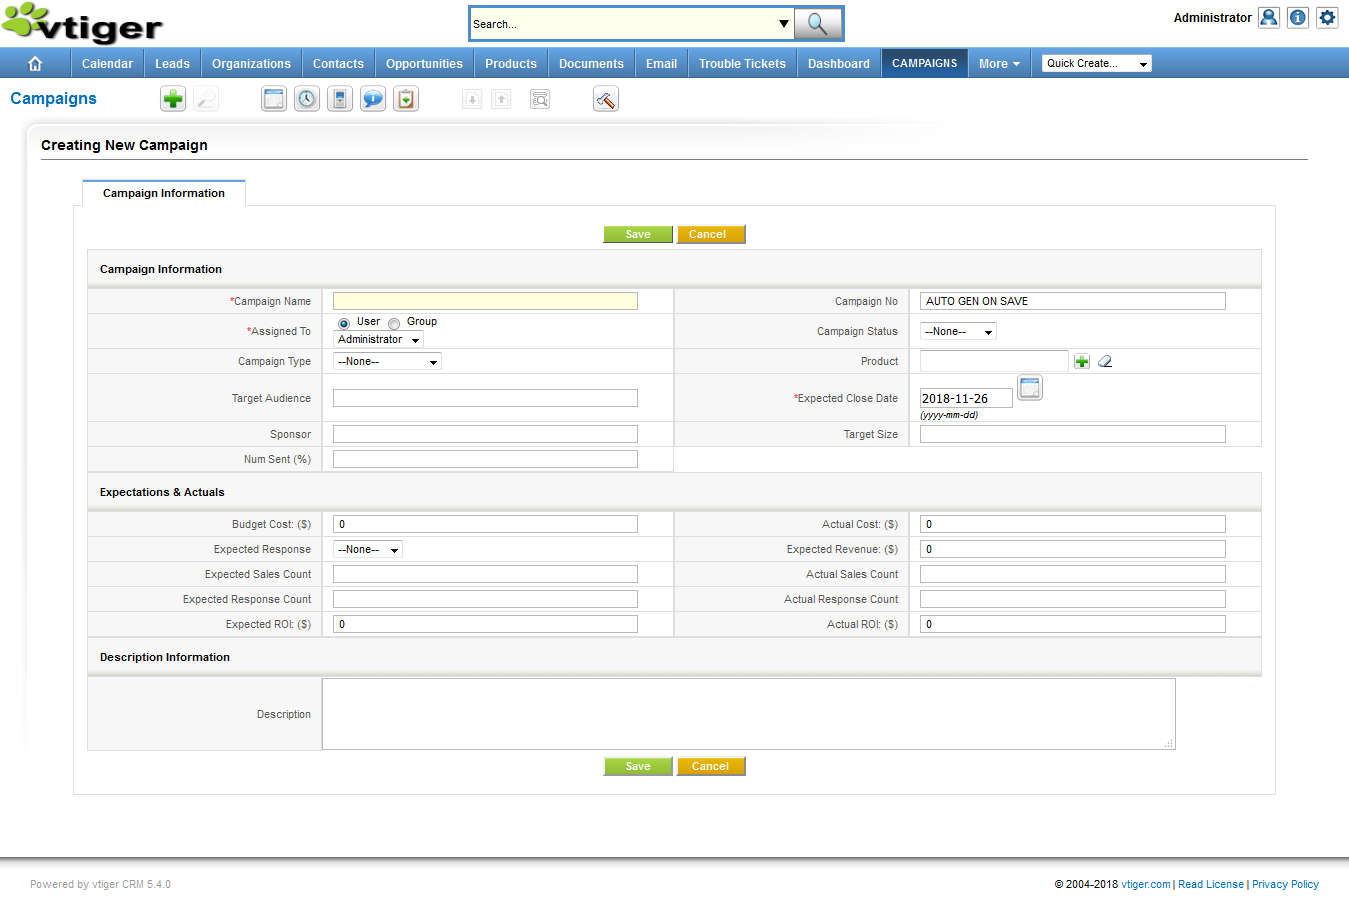 vtiger
Search...
Administrator
Calendar Leads Organizations Contacts Opportunities Products Documents Email Trouble Tickets Dashboard CAMPAIGNS More Quick Create...
Campaigns
Creating New Campaign
Campaign Information
Save Cancel
Campaign Information
*Campaign Name Campaign No AUTO GEN ON SAVE
*Assigned To User Group Administrator Campaign Status --None--
Campaign Type --None-- Product
Target Audience *Expected Close Date 2018-11-26
(yyyy-mm-dd)
Sponsor Target Size
Num Sent (%)
Expectations & Actuals
Budget Cost: ($) 0 Actual Cost: ($) 0
Expected Response --None-- Expected Revenue: ($) 0
Expected Sales Count Actual Sales Count
Expected Response Count Actual Response Count
Expected ROI: ($) 0 Actual ROI: ($) 0
Description Information
Description
Save Cancel
Powered by vtiger CRM 5.4.0 © 2004-2018 vtiger.com | Read License | Privacy Policy